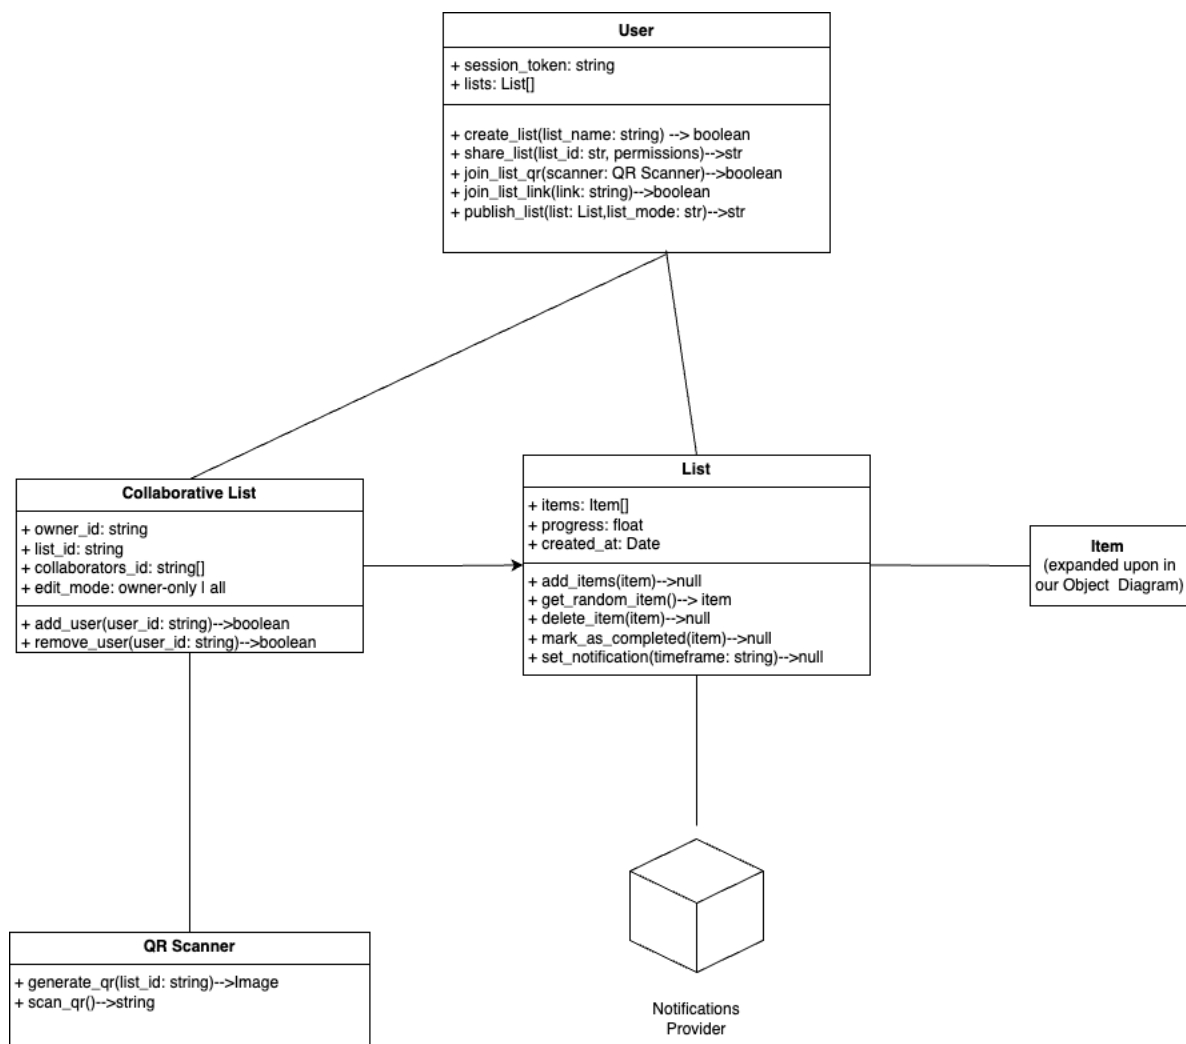 User
+ session_token: string
+ lists: List[]
+ create_list(list_name: string) --> boolean
+ share_list(list_id: str, permissions)-->str
+ join_list_qr(scanner: QR Scanner)-->boolean
+ join_list_link(link: string)-->boolean
+ publish_list(list: List,list_mode: str)-->str
Collaborative List
+ owner_id: string
+ list_id: string
+ collaborators_id: string[]
+ edit_mode: owner-only | all
+ add_user(user_id: string)-->boolean
+ remove_user(user_id: string)-->boolean
List
+ items: Item[]
+ progress: float
+ created_at: Date
+ add_items(item)-->null
+ get_random_item()--> item
+ delete_item(item)-->null
+ mark_as_completed(item)-->null
+ set_notification(timeframe: string)-->null
Item
(expanded upon in
our Object Diagram)
QR Scanner
+ generate_qr(list_id: string)-->Image
+ scan_qr()-->string
Notifications
Provider